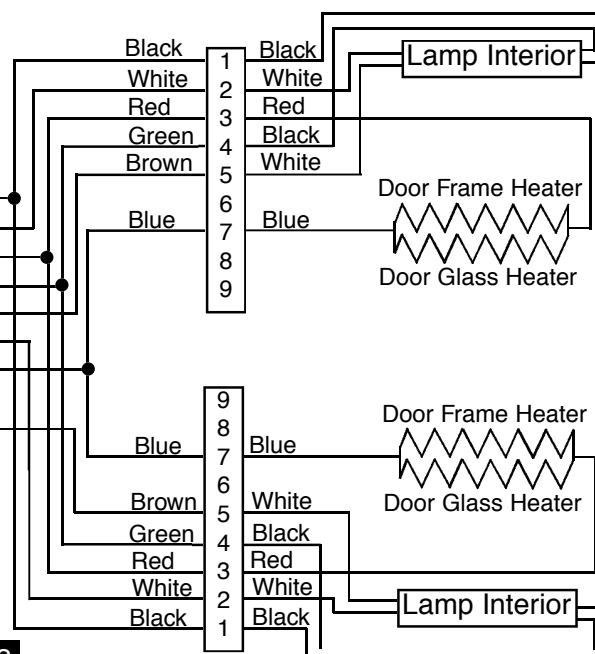 Black 1 Black
Lamp Interior
White 2 White
Red 3 Red
Green 4 Black
Brown 5 White
6
Door Frame Heater
Blue 7 Blue
8
Door Glass Heater
9
9
Door Frame Heater
8
Blue 7 Blue
6
Door Glass Heater
Brown 5 White
Green 4 Black
Red 3 Red
White 2 White
Lamp Interior
Black 1 Black